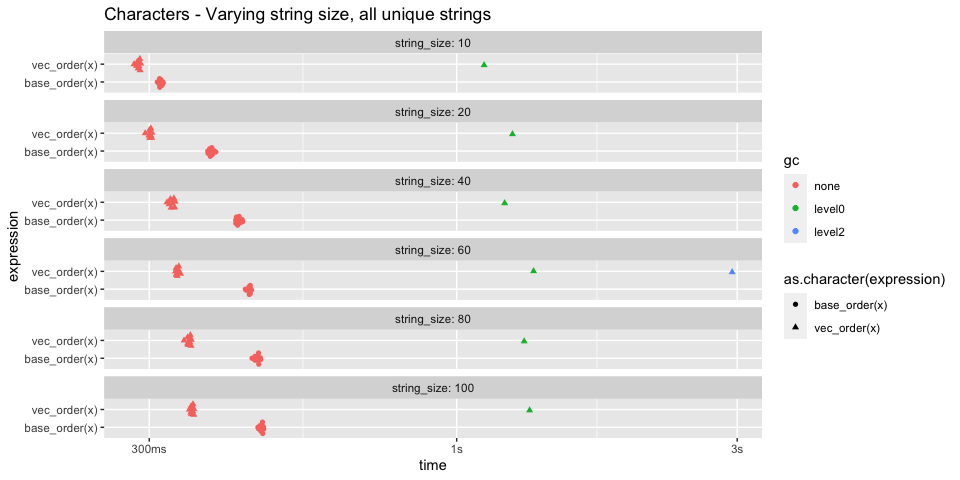 Characters - Varying string size, all unique strings
string_size: 10
vec_order(x)
base_order(x)
string_size: 20
vec_order(x)
base_order(x)
string_size: 40
vec_order(x)
base_order(x)
string_size: 60
vec_order(x)
base_order(x)
string_size: 80
vec_order(x)
base_order(x)
string_size: 100
vec_order(x)
base_order(x)
300ms
1s
3s
time
expression
gc
none
level0
level2
as.character(expression)
base_order(x)
vec_order(x)